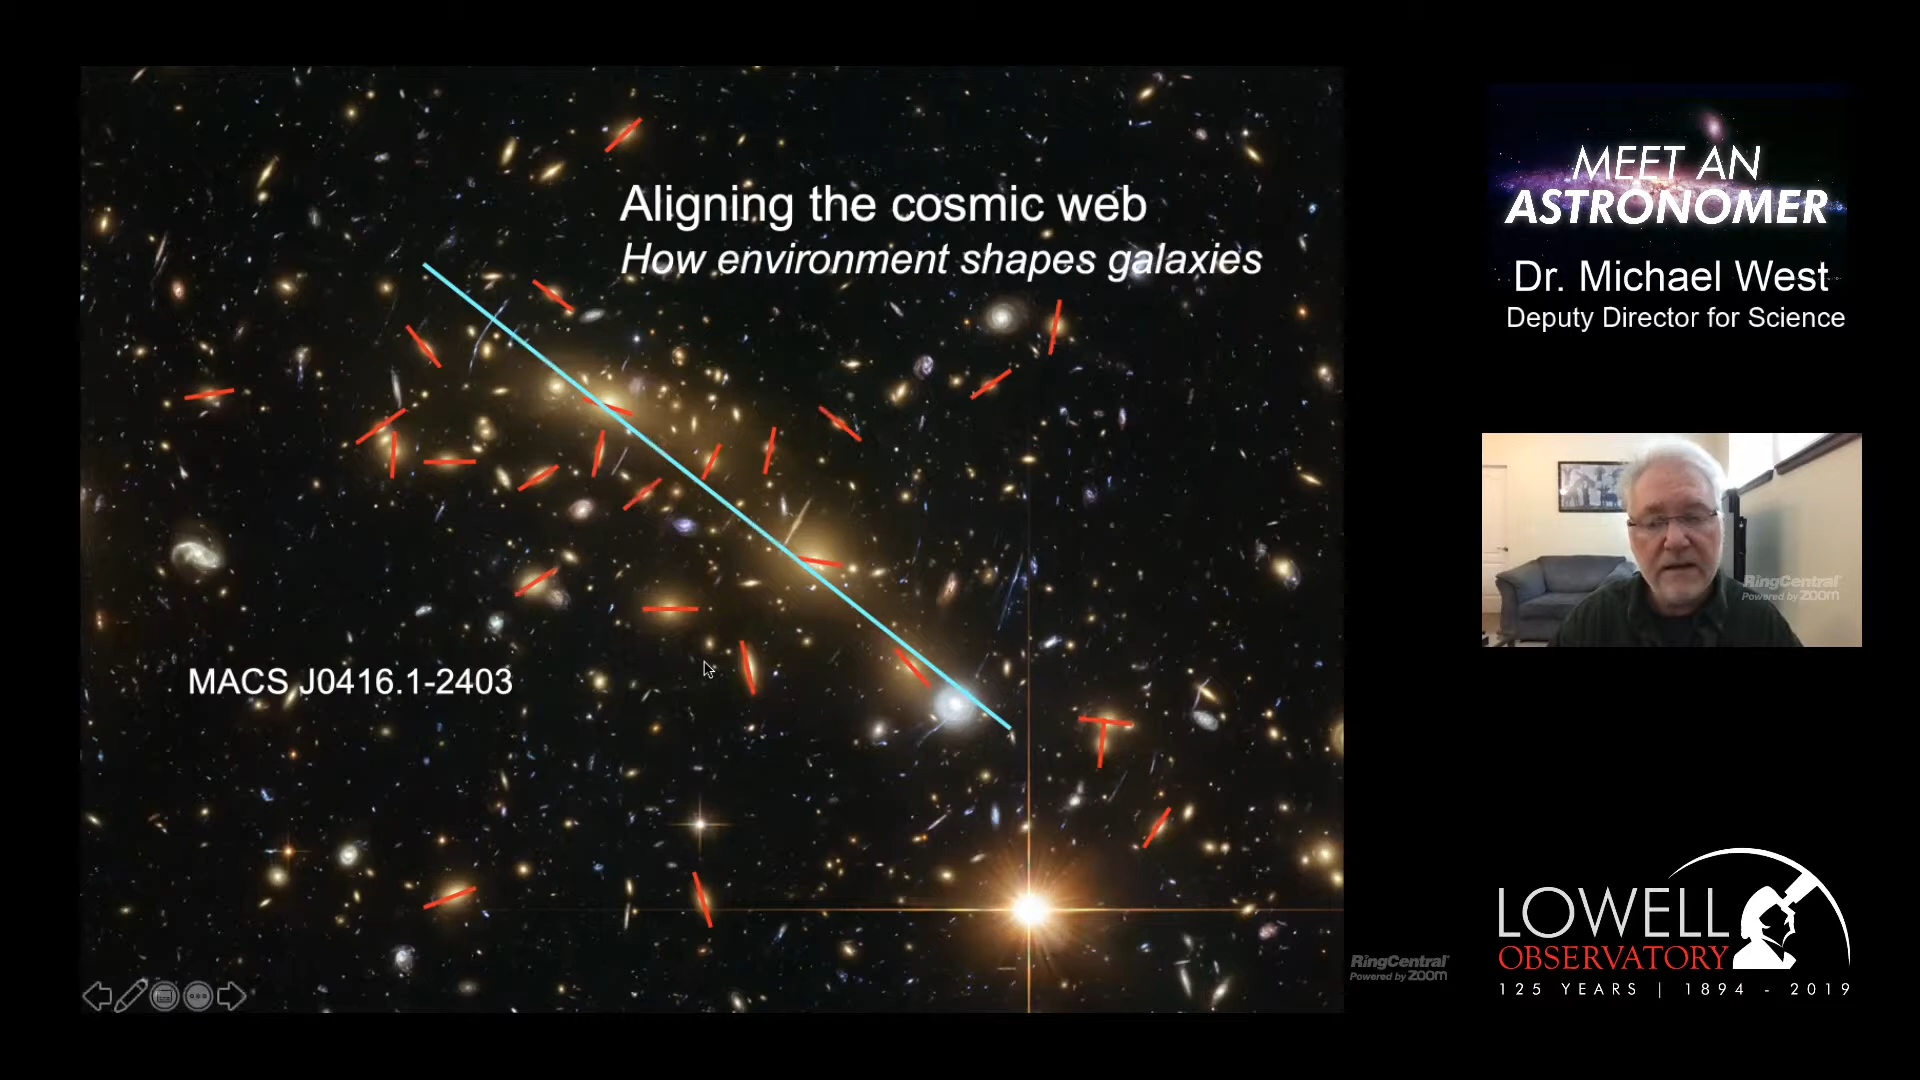 Aligning the cosmic web
How environment shapes galaxies
MACS J0416.1-2403
MEET AN
ASTRONOMER
Dr. Michael West
Deputy Director for Science
RingCentral
Powered by zoom
RingCentral
Powered by zoom
LOWELL
OBSERVATORY
125 YEARS | 1894 - 2019